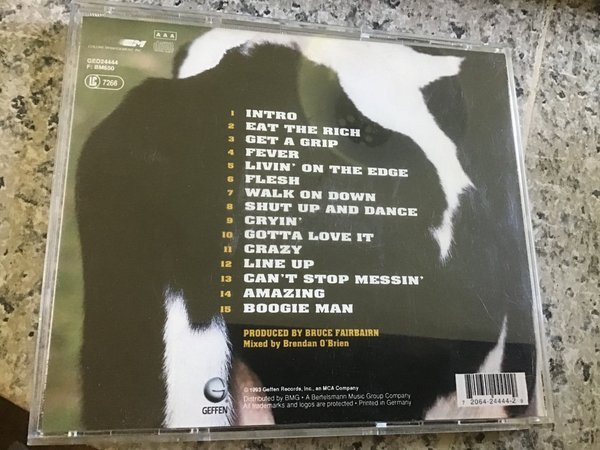 EM
AAA
GED24444
F: BM650
LC 7266
1 INTRO
2 EAT THE RICH
3 GET A GRIP
4 FEVER
5 LIVIN' ON THE EDGE
6 FLESH
7 WALK ON DOWN
8 SHUT UP AND DANCE
9 CRYIN'
10 GOTTA LOVE IT
11 CRAZY
12 LINE UP
13 CAN'T STOP MESSIN'
14 AMAZING
15 BOOGIE MAN
PRODUCED BY BRUCE FAIRBAIRN
Mixed by Brendan O'Brien
GEFFEN
© 1993 Geffen Records, Inc., an MCA Company
Distributed by BMG • A Bertelsmann Music Group Company
All trademarks and logos are protected • Printed in Germany
7 2064-24444-2 9